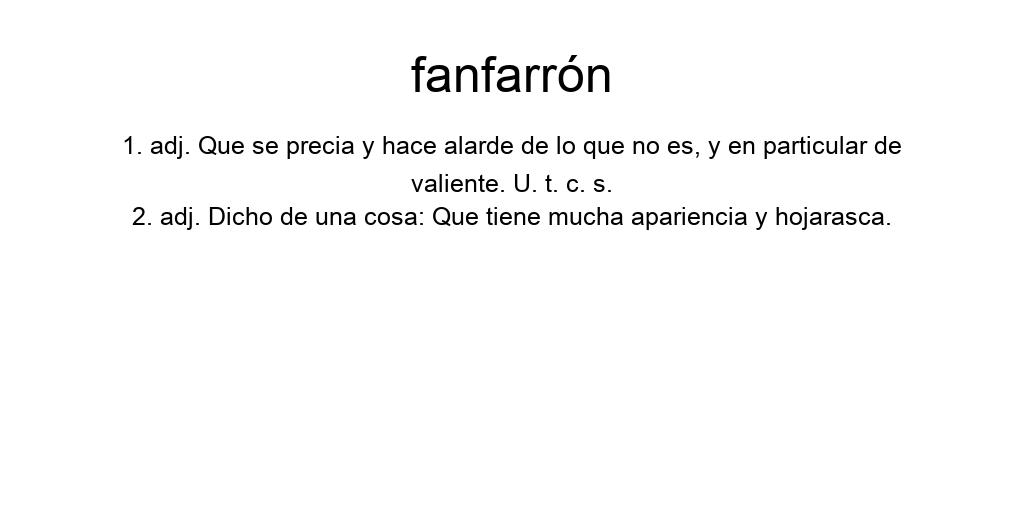 fanfarrón
1. adj. Que se precia y hace alarde de lo que no es, y en particular de
valiente. U. t. c. s.
2. adj. Dicho de una cosa: Que tiene mucha apariencia y hojarasca.